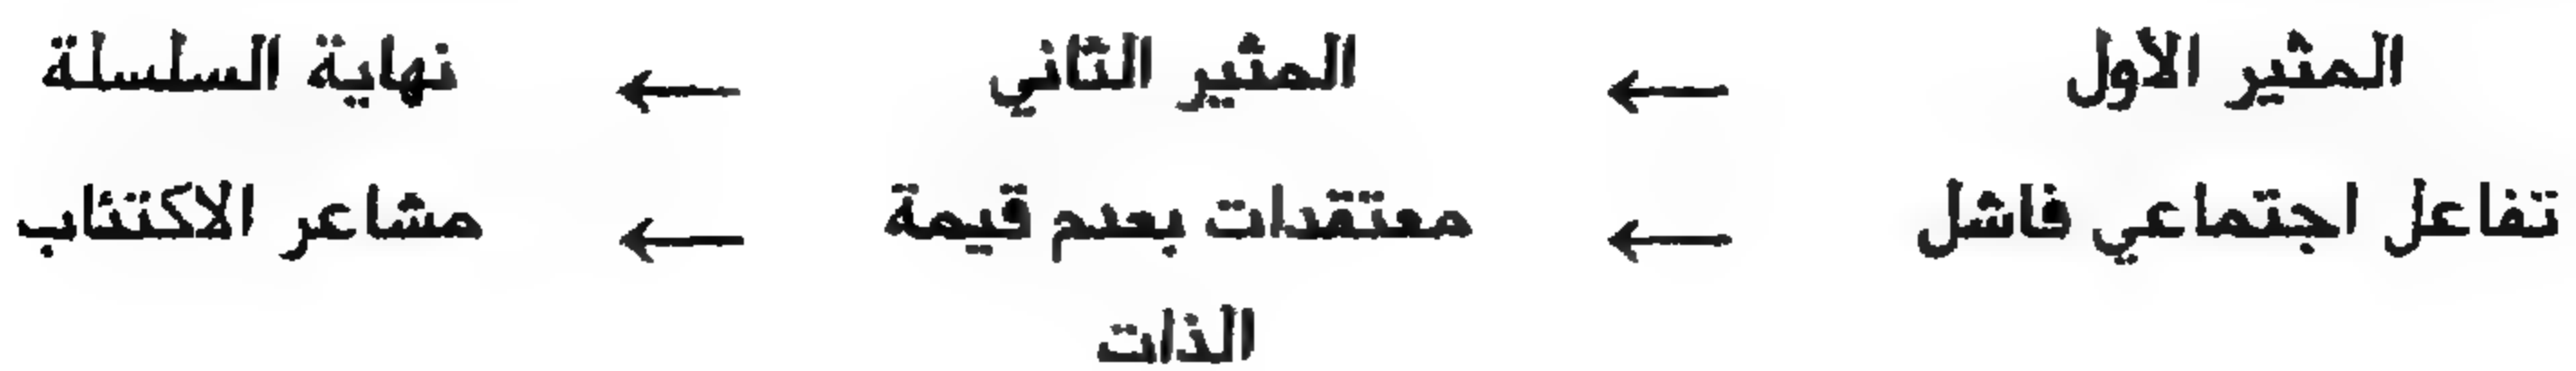 المثير الأول ← المثير الثاني ← نهاية السلسلة
تفاعل اجتماعي فاشل ← معتقدات بعدم قيمة ← مشاعر الاكتئاب
الذات